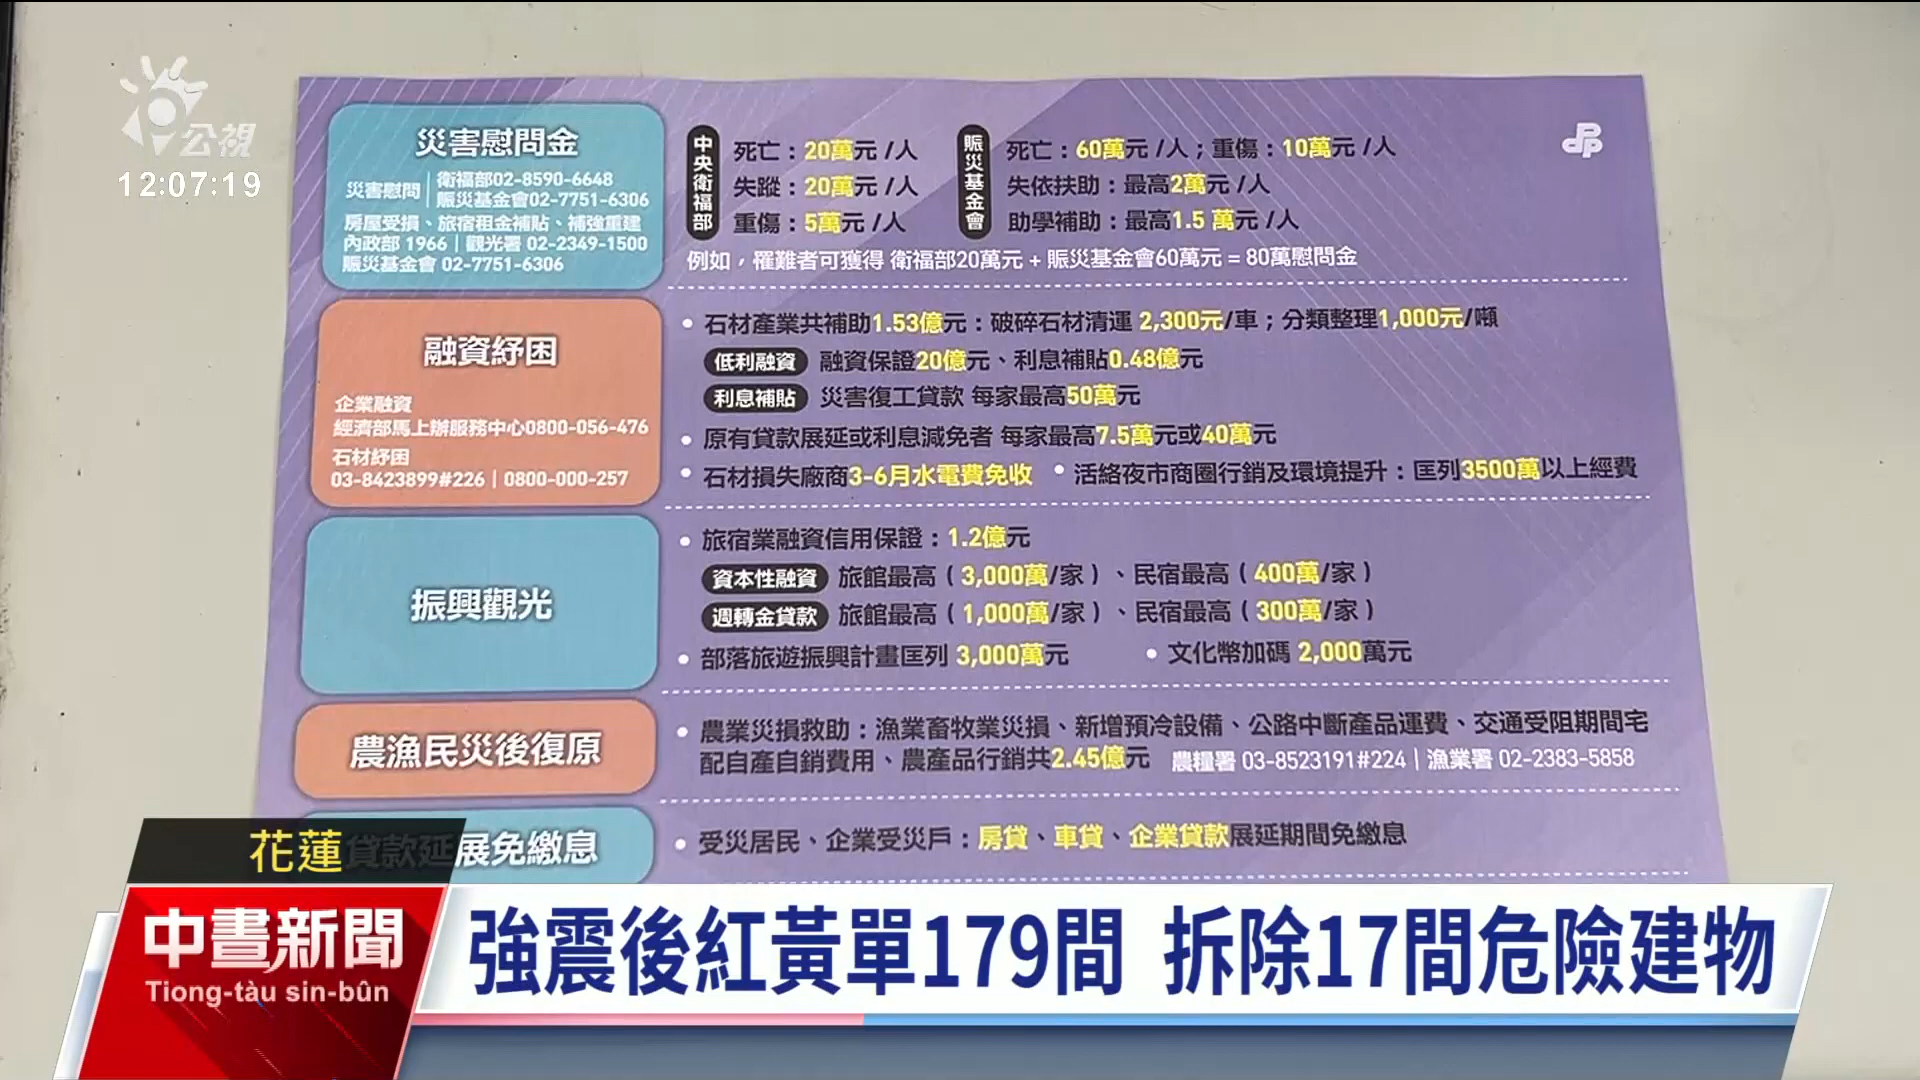 公視
12:07:19
災害慰問金
災害慰問
衛福部02-8590-6648
賑災基金會02-7751-6306
房屋受損、旅宿租金補貼、補強重建
內政部 1966｜觀光署 02-2349-1500
賑災基金會 02-7751-6306
中央衛福部
死亡：20萬元 /人
失蹤：20萬元 /人
重傷：5萬元 /人
賑災基金會
死亡：60萬元 /人；重傷：10萬元 /人
失依扶助：最高2萬元 /人
助學補助：最高1.5 萬元 /人
例如，罹難者可獲得 衛福部20萬元 + 賑災基金會60萬元 = 80萬慰問金
DPP
融資紓困
企業融資
經濟部馬上辦服務中心0800-056-476
石材紓困
03-8423899#226｜0800-000-257
• 石材產業共補助1.53億元：破碎石材清運 2,300元/車；分類整理1,000元/噸
低利融資 融資保證20億元、利息補貼0.48億元
利息補貼 災害復工貸款 每家最高50萬元
• 原有貸款展延或利息減免者 每家最高7.5萬元或40萬元
• 石材損失廠商3-6月水電費免收 • 活絡夜市商圈行銷及環境提升：匡列3500萬以上經費
振興觀光
• 旅宿業融資信用保證：1.2億元
資本性融資 旅館最高（3,000萬/家）、民宿最高（400萬/家）
週轉金貸款 旅館最高（1,000萬/家）、民宿最高（300萬/家）
• 部落旅遊振興計畫匡列 3,000萬元 • 文化幣加碼 2,000萬元
農漁民災後復原
• 農業災損救助：漁業畜牧業災損、新增預冷設備、公路中斷產品運費、交通受阻期間宅
配自產自銷費用、農產品行銷共2.45億元 農糧署 03-8523191#224｜漁業署 02-2383-5858
貸款延展免繳息
• 受災居民、企業受災戶：房貸、車貸、企業貸款展延期間免繳息
花蓮
中晝新聞
Tiong-tàu sin-bûn
強震後紅黃單179間 拆除17間危險建物